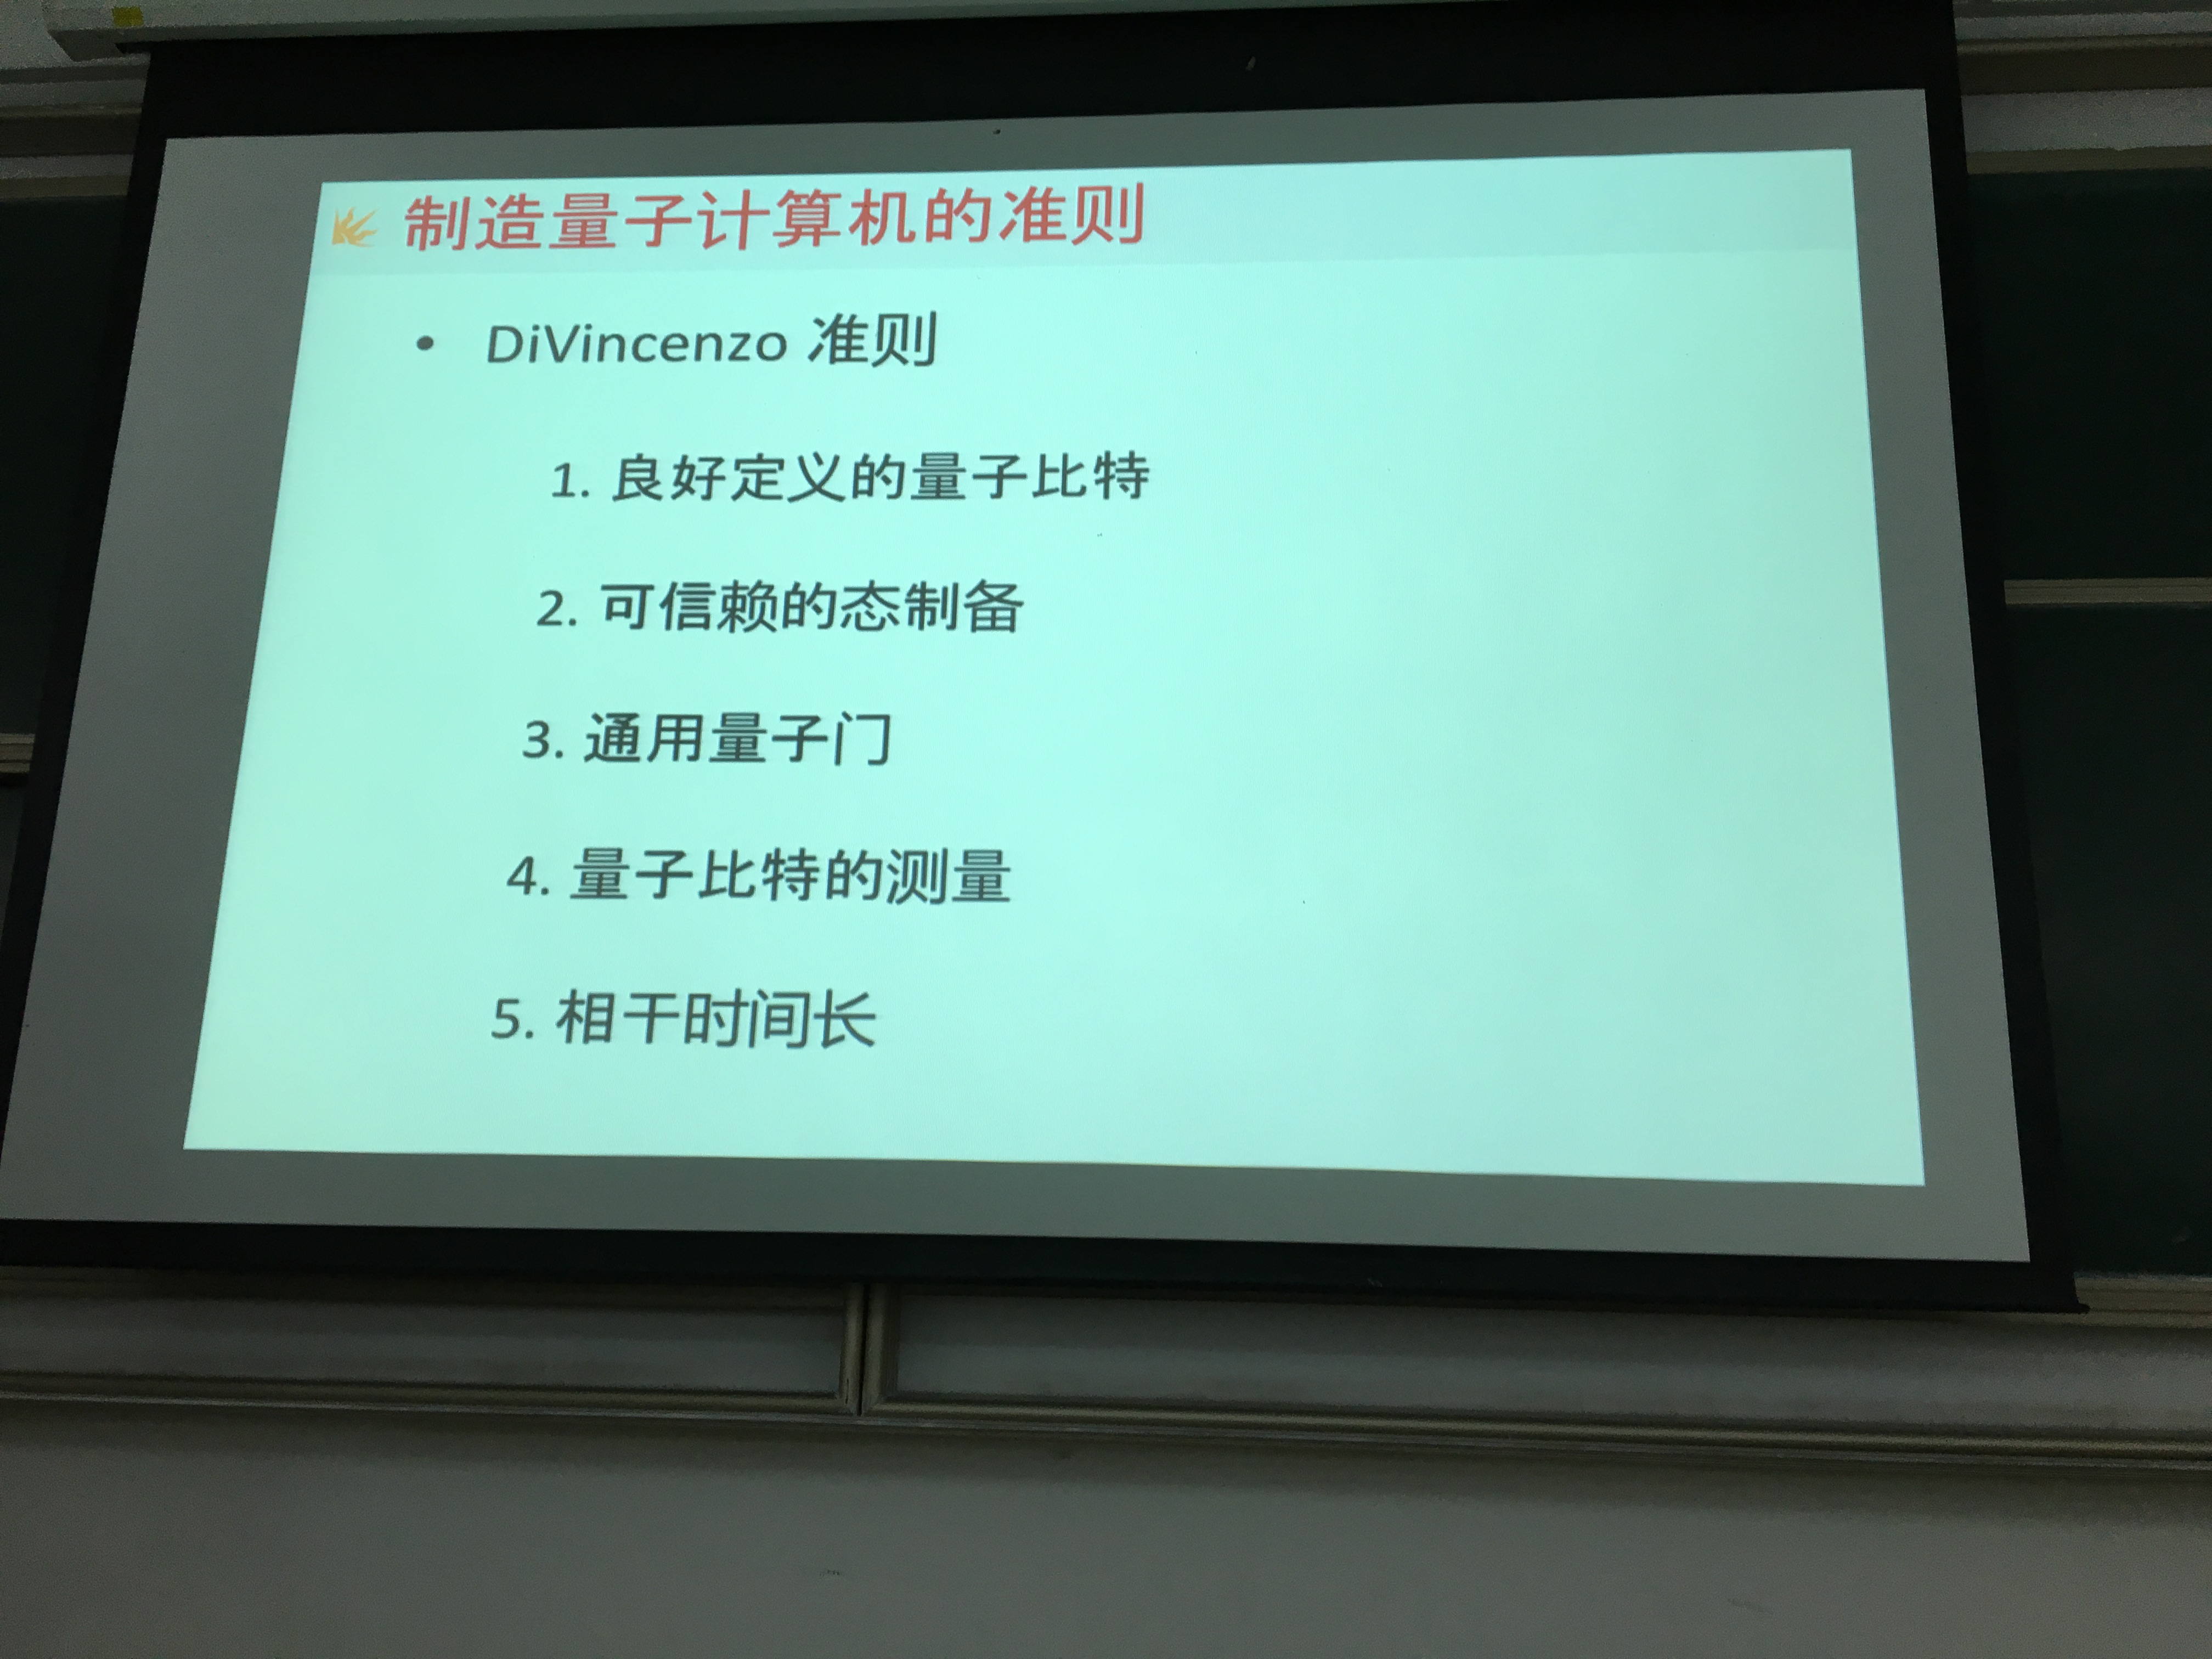 制造量子计算机的准则
• DiVincenzo 准则
1. 良好定义的量子比特
2. 可信赖的态制备
3. 通用量子门
4. 量子比特的测量
5. 相干时间长